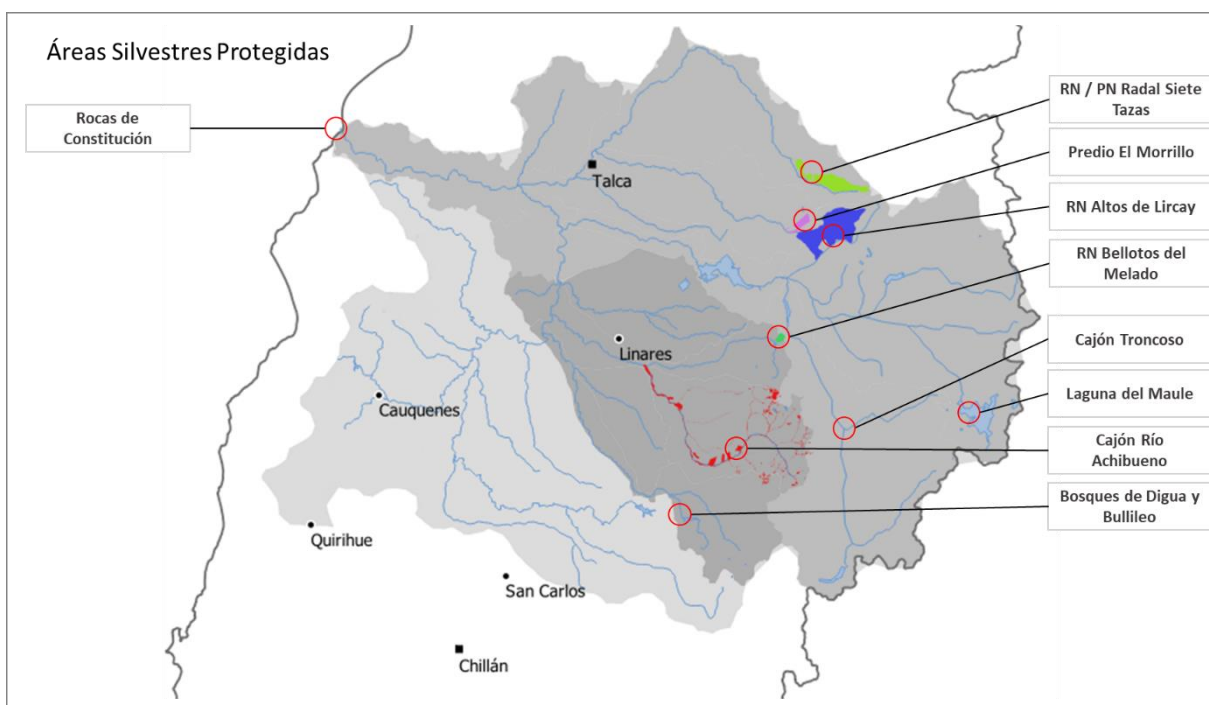 Áreas Silvestres Protegidas
Rocas de
Constitución
RN / PN Radal Siete
Tazas
Predio El Morrillo
Talca
RN Altos de Lircay
RN Bellotos del
Melado
Linares
Cajón Troncoso
Cauquenes
Laguna del Maule
Cajón Río
Achibueno
Bosques de Digua y
Bullileo
Quirihue
San Carlos
Chillán